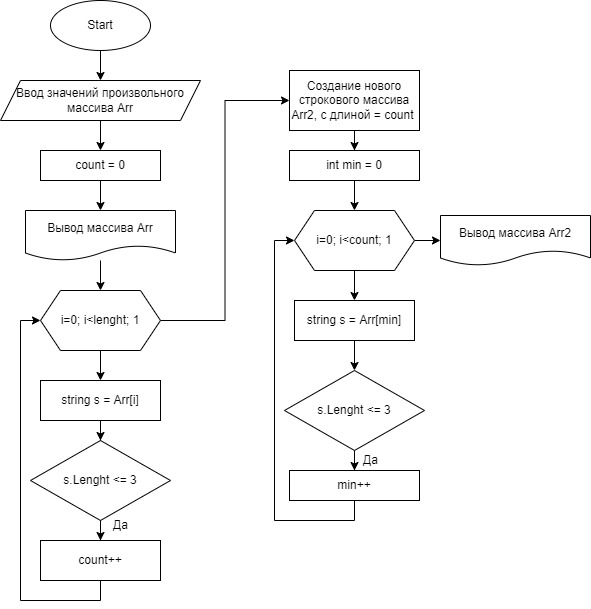 Start
Ввод значений произвольного
массива Arr
count = 0
Вывод массива Arr
i=0; i<lenght; 1
string s = Arr[i]
s.Lenght <= 3
Да
count++
Создание нового
строкового массива
Arr2, с длиной = count
int min = 0
i=0; i<count; 1
Вывод массива Arr2
string s = Arr[min]
s.Lenght <= 3
Да
min++